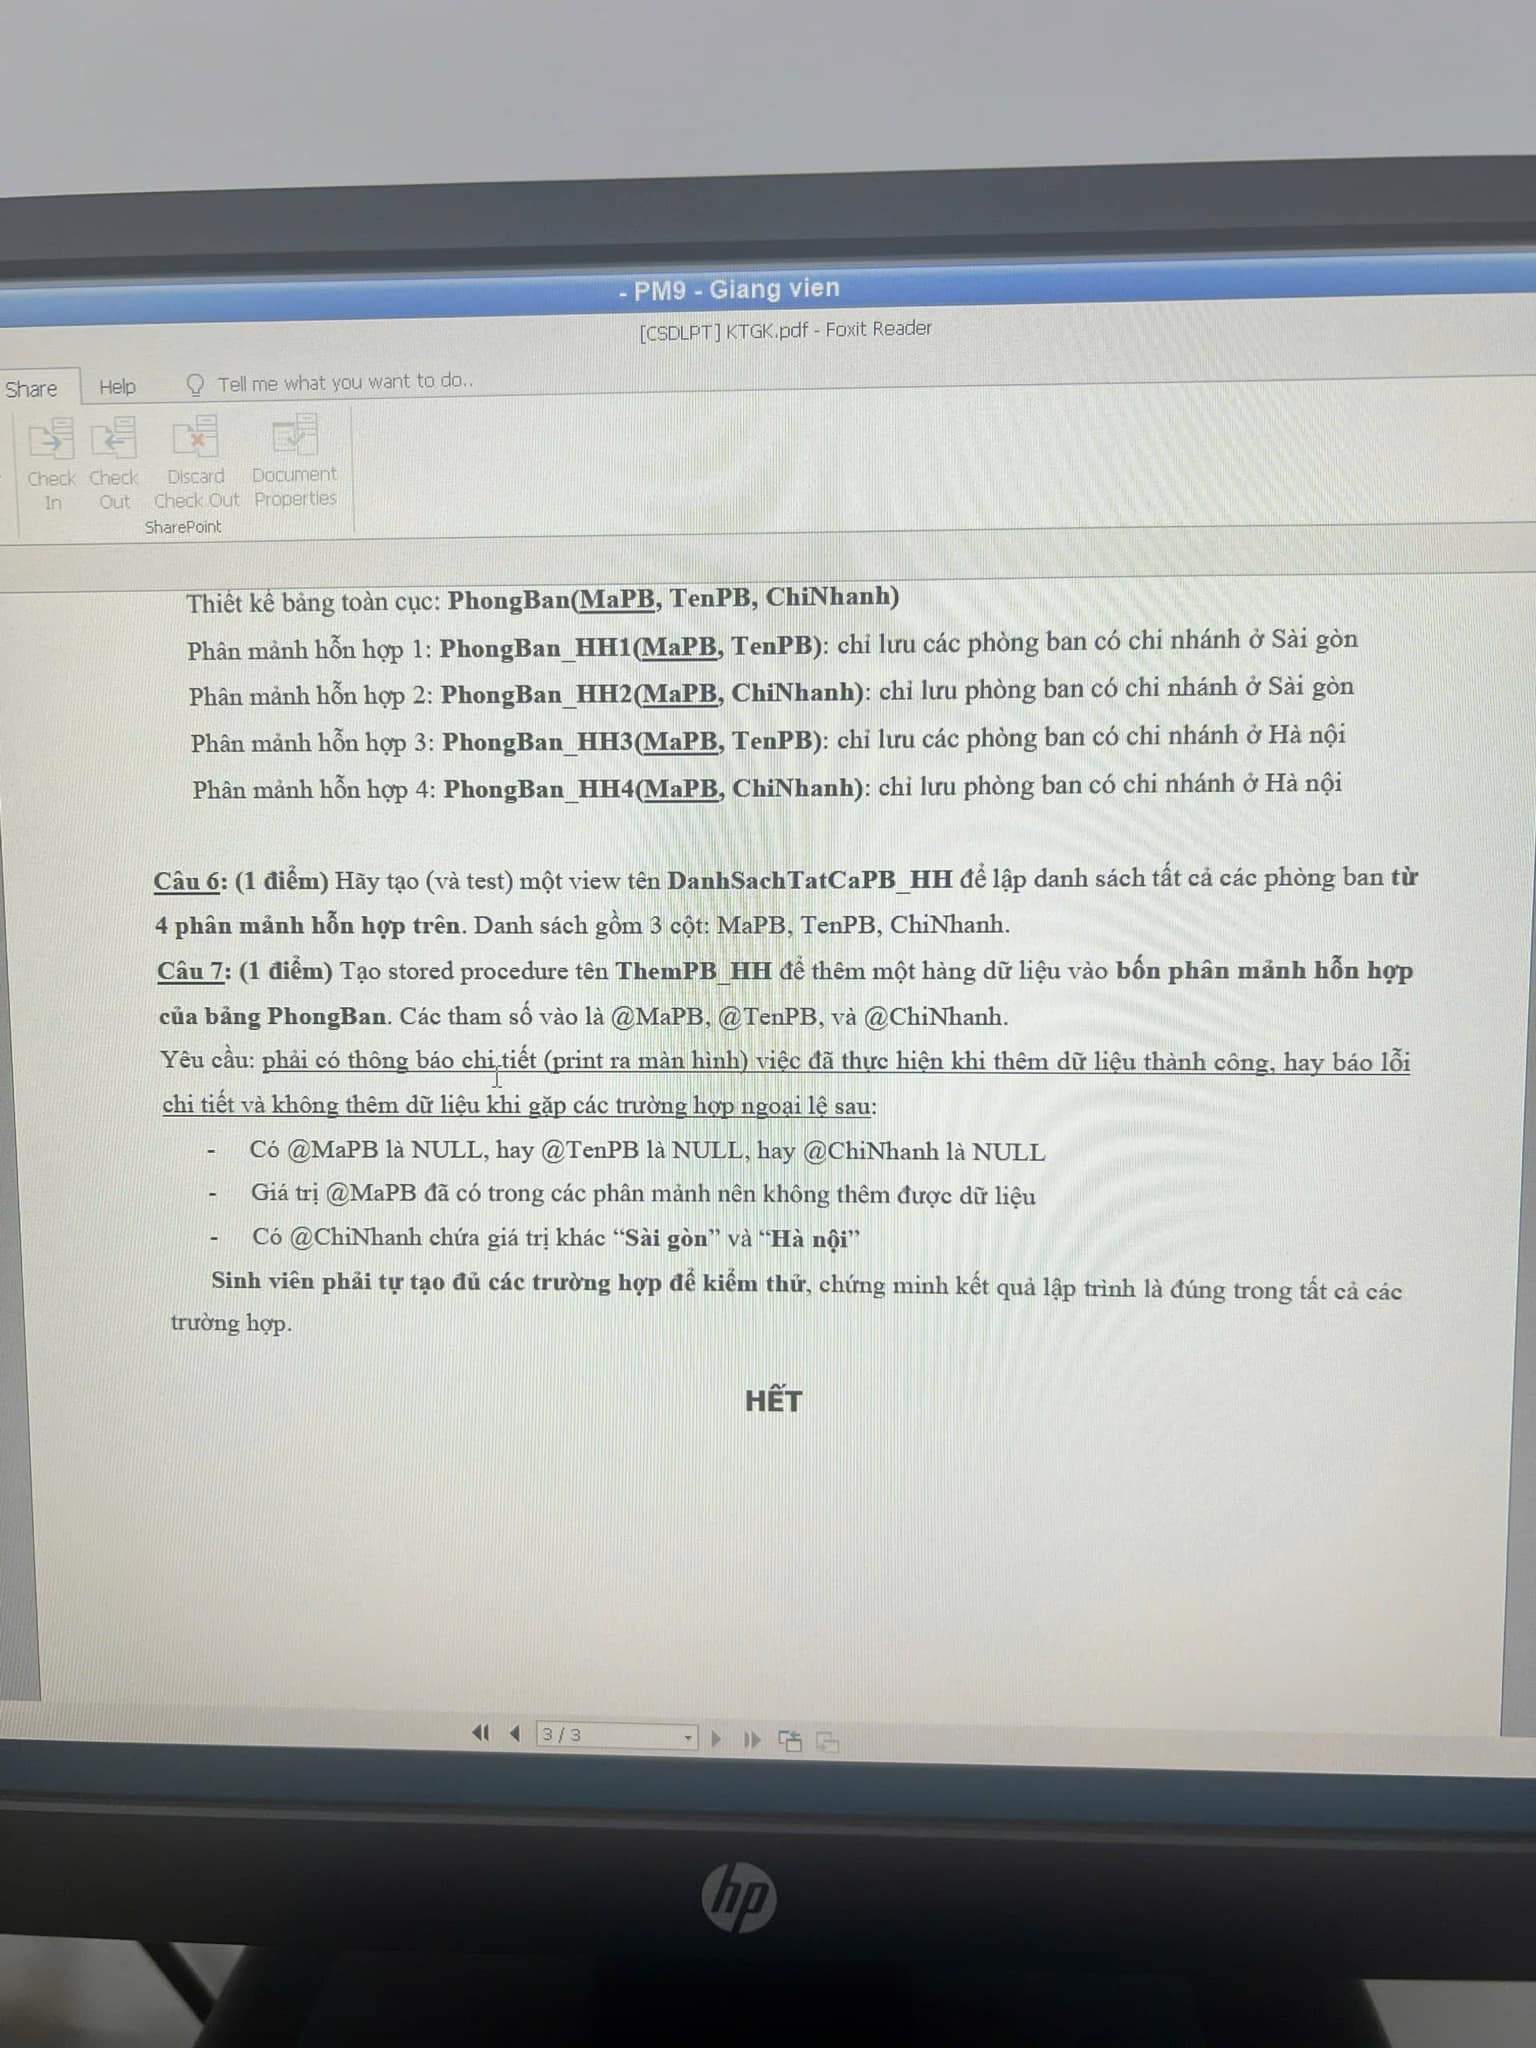 - PM9 - Giang vien
[CSDLPT] KTGK.pdf - Foxit Reader
Share Help Tell me what you want to do..
Check In
Check Out
Discard Check Out
Document Properties
SharePoint
Thiết kế bảng toàn cục: PhongBan(MaPB, TenPB, ChiNhanh)
Phân mảnh hỗn hợp 1: PhongBan_HH1(MaPB, TenPB): chỉ lưu các phòng ban có chi nhánh ở Sài gòn
Phân mảnh hỗn hợp 2: PhongBan_HH2(MaPB, ChiNhanh): chỉ lưu phòng ban có chi nhánh ở Sài gòn
Phân mảnh hỗn hợp 3: PhongBan_HH3(MaPB, TenPB): chỉ lưu các phòng ban có chi nhánh ở Hà nội
Phân mảnh hỗn hợp 4: PhongBan_HH4(MaPB, ChiNhanh): chỉ lưu phòng ban có chi nhánh ở Hà nội
Câu 6: (1 điểm) Hãy tạo (và test) một view tên DanhSachTatCaPB_HH để lập danh sách tất cả các phòng ban từ
4 phân mảnh hỗn hợp trên. Danh sách gồm 3 cột: MaPB, TenPB, ChiNhanh.
Câu 7: (1 điểm) Tạo stored procedure tên ThemPB_HH để thêm một hàng dữ liệu vào bốn phân mảnh hỗn hợp
của bảng PhongBan. Các tham số vào là @MaPB, @TenPB, và @ChiNhanh.
Yêu cầu: phải có thông báo chi tiết (print ra màn hình) việc đã thực hiện khi thêm dữ liệu thành công, hay báo lỗi
chi tiết và không thêm dữ liệu khi gặp các trường hợp ngoại lệ sau:
- Có @MaPB là NULL, hay @TenPB là NULL, hay @ChiNhanh là NULL
- Giá trị @MaPB đã có trong các phân mảnh nên không thêm được dữ liệu
- Có @ChiNhanh chứa giá trị khác “Sài gòn” và “Hà nội”
Sinh viên phải tự tạo đủ các trường hợp để kiểm thử, chứng minh kết quả lập trình là đúng trong tất cả các
trường hợp.
HẾT
3 / 3
hp